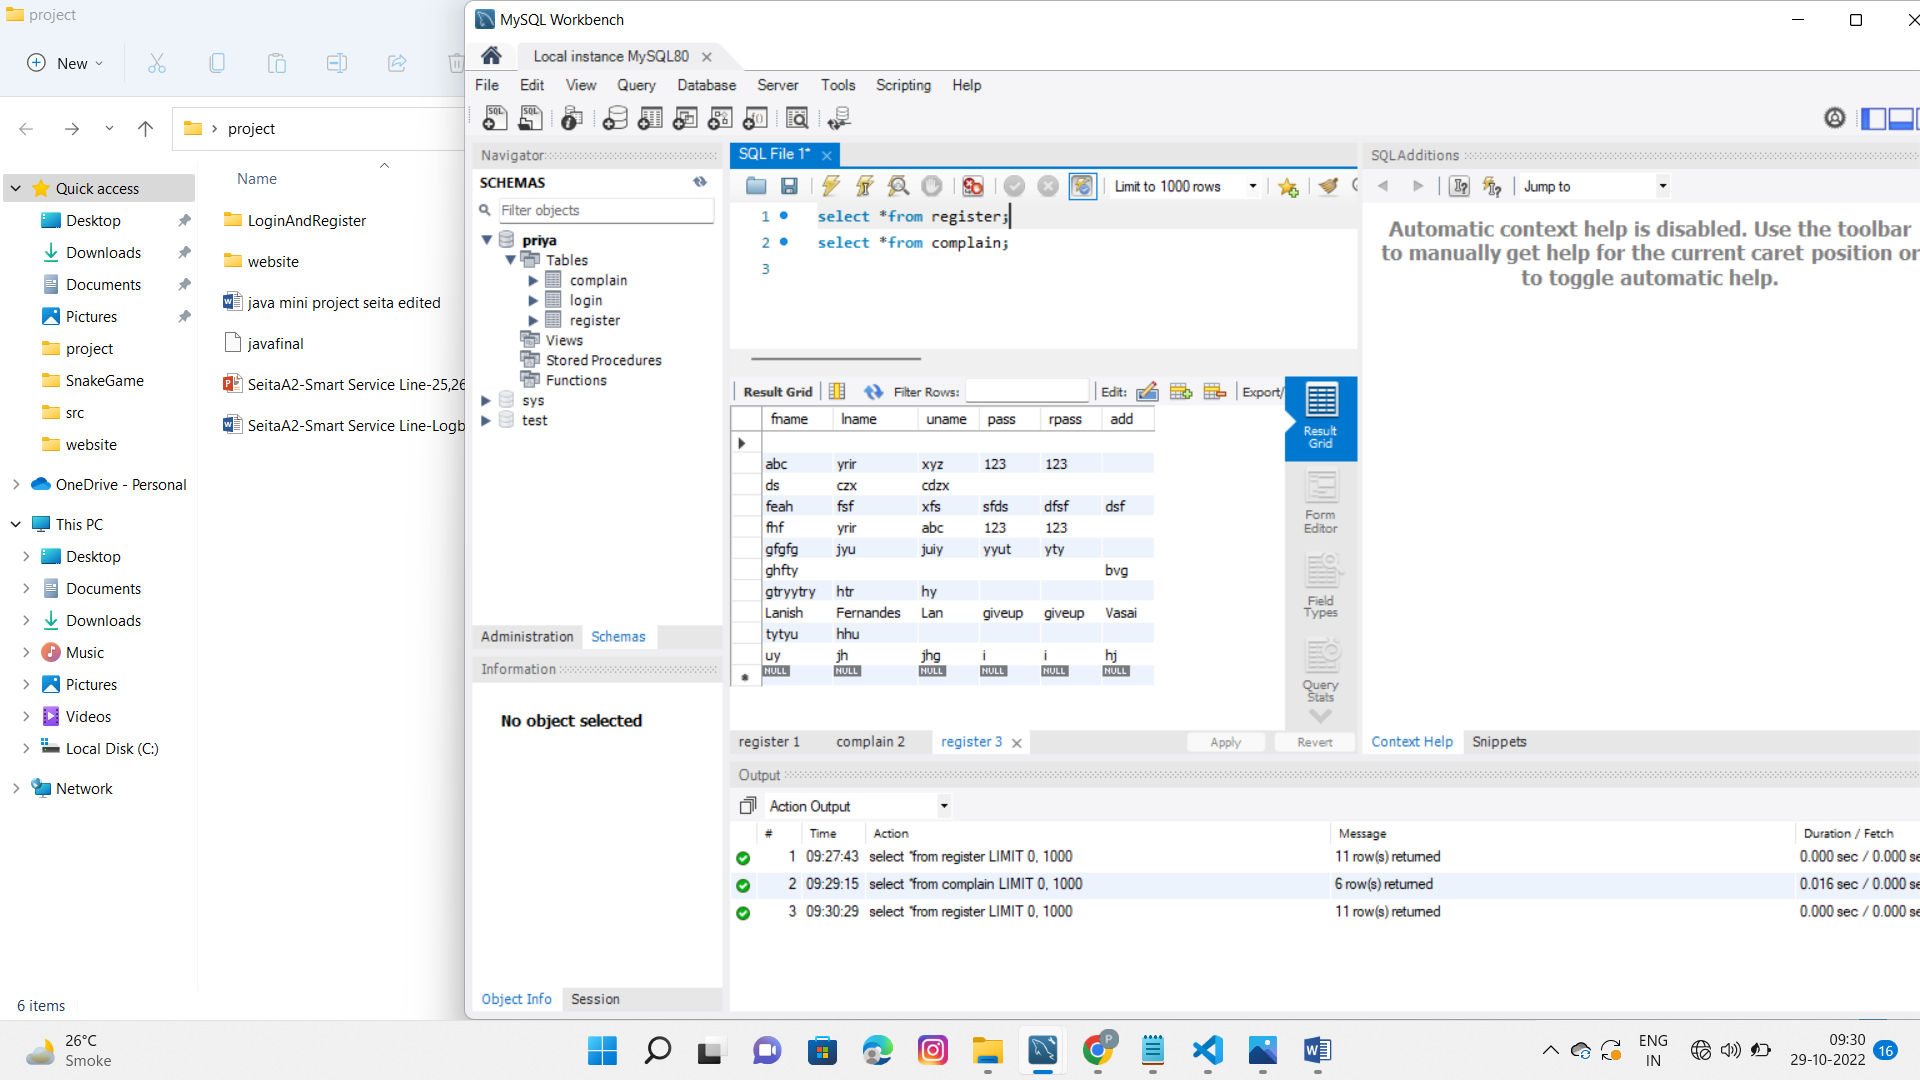 project
New
project
Name
Quick access
Desktop
Downloads
Documents
Pictures
project
SnakeGame
src
website
OneDrive - Personal
This PC
Desktop
Documents
Downloads
Music
Pictures
Videos
Local Disk (C:)
Network
LoginAndRegister
website
java mini project seita edited
javafinal
SeitaA2-Smart Service Line-25,26
SeitaA2-Smart Service Line-Logb
6 items
MySQL Workbench
Local instance MySQL80
File Edit View Query Database Server Tools Scripting Help
Navigator
SCHEMAS
Filter objects
priya
Tables
complain
login
register
Views
Stored Procedures
Functions
sys
test
Administration Schemas
Information
No object selected
Object Info Session
SQL File 1*
Limit to 1000 rows
1 select *from register;
2 select *from complain;
3
Result Grid Filter Rows: Edit: Export/
fname lname uname pass rpass add
abc yrir xyz 123 123
ds czx cdzx
feah fsf xfs sfds dfsf dsf
fhf yrir abc 123 123
gfgfg jyu juiy yyut yty
ghfty bvg
gtryytry htr hy
Lanish Fernandes Lan giveup giveup Vasai
tytyu hhu
uy jh jhg i i hj
NULL NULL NULL NULL NULL NULL
Result Grid
Form Editor
Field Types
Query Stats
register 1 complain 2 register 3 Apply Revert
SQLAdditions
Jump to
Automatic context help is disabled. Use the toolbar
to manually get help for the current caret position or
to toggle automatic help.
Context Help Snippets
Output
Action Output
# Time Action Message Duration / Fetch
1 09:27:43 select *from register LIMIT 0, 1000 11 row(s) returned 0.000 sec / 0.000 se
2 09:29:15 select *from complain LIMIT 0, 1000 6 row(s) returned 0.016 sec / 0.000 se
3 09:30:29 select *from register LIMIT 0, 1000 11 row(s) returned 0.000 sec / 0.000 se
26°C
Smoke
P
ENG
IN
09:30
29-10-2022
16